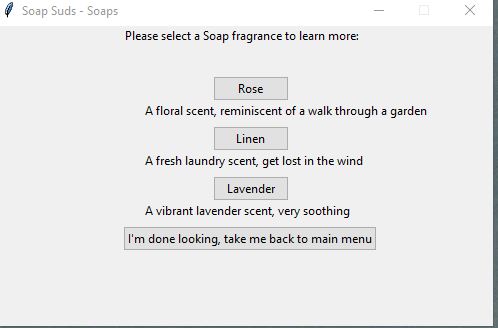 Soap Suds - Soaps
Please select a Soap fragrance to learn more:
Rose
A floral scent, reminiscent of a walk through a garden
Linen
A fresh laundry scent, get lost in the wind
Lavender
A vibrant lavender scent, very soothing
I'm done looking, take me back to main menu